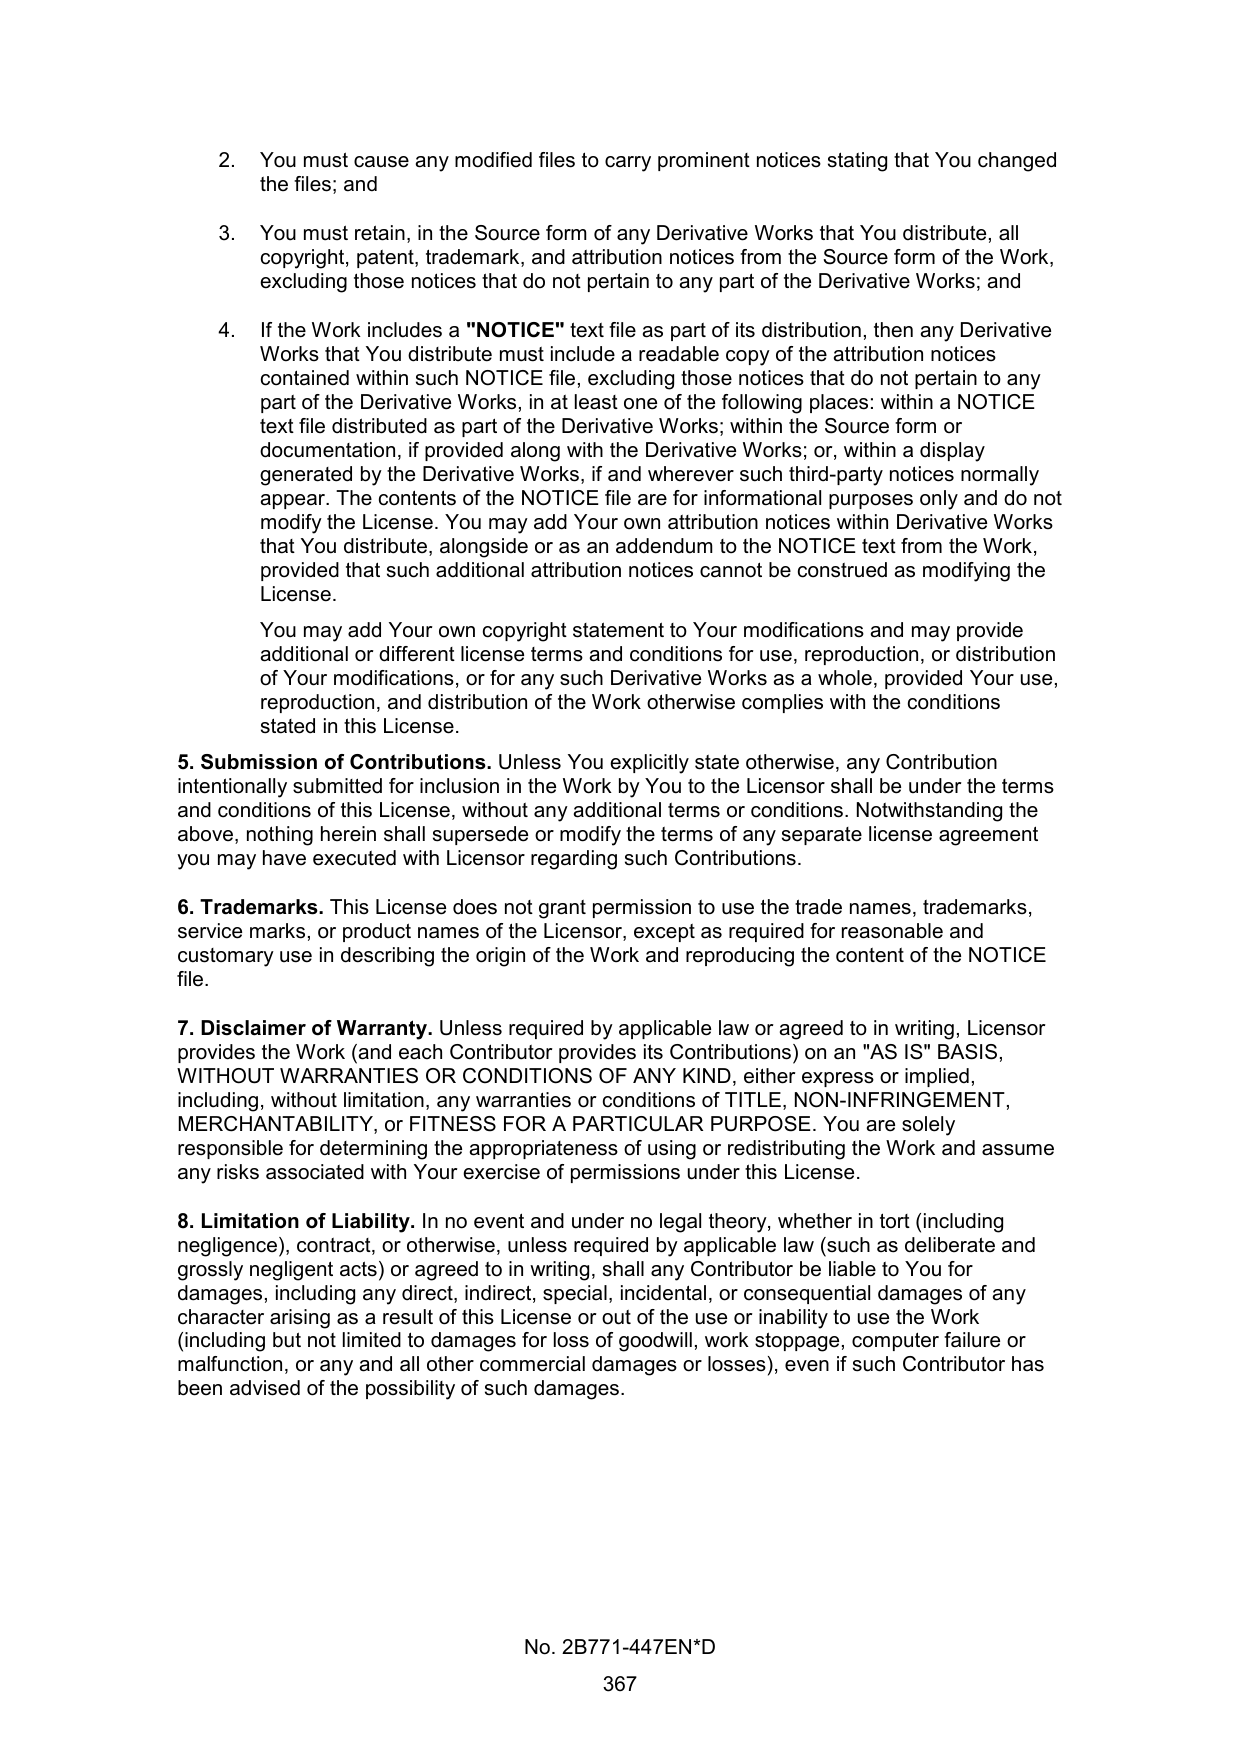 2. You must cause any modified files to carry prominent notices stating that You changed
the files; and
3. You must retain, in the Source form of any Derivative Works that You distribute, all
copyright, patent, trademark, and attribution notices from the Source form of the Work,
excluding those notices that do not pertain to any part of the Derivative Works; and
4. If the Work includes a "NOTICE" text file as part of its distribution, then any Derivative
Works that You distribute must include a readable copy of the attribution notices
contained within such NOTICE file, excluding those notices that do not pertain to any
part of the Derivative Works, in at least one of the following places: within a NOTICE
text file distributed as part of the Derivative Works; within the Source form or
documentation, if provided along with the Derivative Works; or, within a display
generated by the Derivative Works, if and wherever such third-party notices normally
appear. The contents of the NOTICE file are for informational purposes only and do not
modify the License. You may add Your own attribution notices within Derivative Works
that You distribute, alongside or as an addendum to the NOTICE text from the Work,
provided that such additional attribution notices cannot be construed as modifying the
License.
You may add Your own copyright statement to Your modifications and may provide
additional or different license terms and conditions for use, reproduction, or distribution
of Your modifications, or for any such Derivative Works as a whole, provided Your use,
reproduction, and distribution of the Work otherwise complies with the conditions
stated in this License.
5. Submission of Contributions. Unless You explicitly state otherwise, any Contribution
intentionally submitted for inclusion in the Work by You to the Licensor shall be under the terms
and conditions of this License, without any additional terms or conditions. Notwithstanding the
above, nothing herein shall supersede or modify the terms of any separate license agreement
you may have executed with Licensor regarding such Contributions.
6. Trademarks. This License does not grant permission to use the trade names, trademarks,
service marks, or product names of the Licensor, except as required for reasonable and
customary use in describing the origin of the Work and reproducing the content of the NOTICE
file.
7. Disclaimer of Warranty. Unless required by applicable law or agreed to in writing, Licensor
provides the Work (and each Contributor provides its Contributions) on an "AS IS" BASIS,
WITHOUT WARRANTIES OR CONDITIONS OF ANY KIND, either express or implied,
including, without limitation, any warranties or conditions of TITLE, NON-INFRINGEMENT,
MERCHANTABILITY, or FITNESS FOR A PARTICULAR PURPOSE. You are solely
responsible for determining the appropriateness of using or redistributing the Work and assume
any risks associated with Your exercise of permissions under this License.
8. Limitation of Liability. In no event and under no legal theory, whether in tort (including
negligence), contract, or otherwise, unless required by applicable law (such as deliberate and
grossly negligent acts) or agreed to in writing, shall any Contributor be liable to You for
damages, including any direct, indirect, special, incidental, or consequential damages of any
character arising as a result of this License or out of the use or inability to use the Work
(including but not limited to damages for loss of goodwill, work stoppage, computer failure or
malfunction, or any and all other commercial damages or losses), even if such Contributor has
been advised of the possibility of such damages.
No. 2B771-447EN*D
367